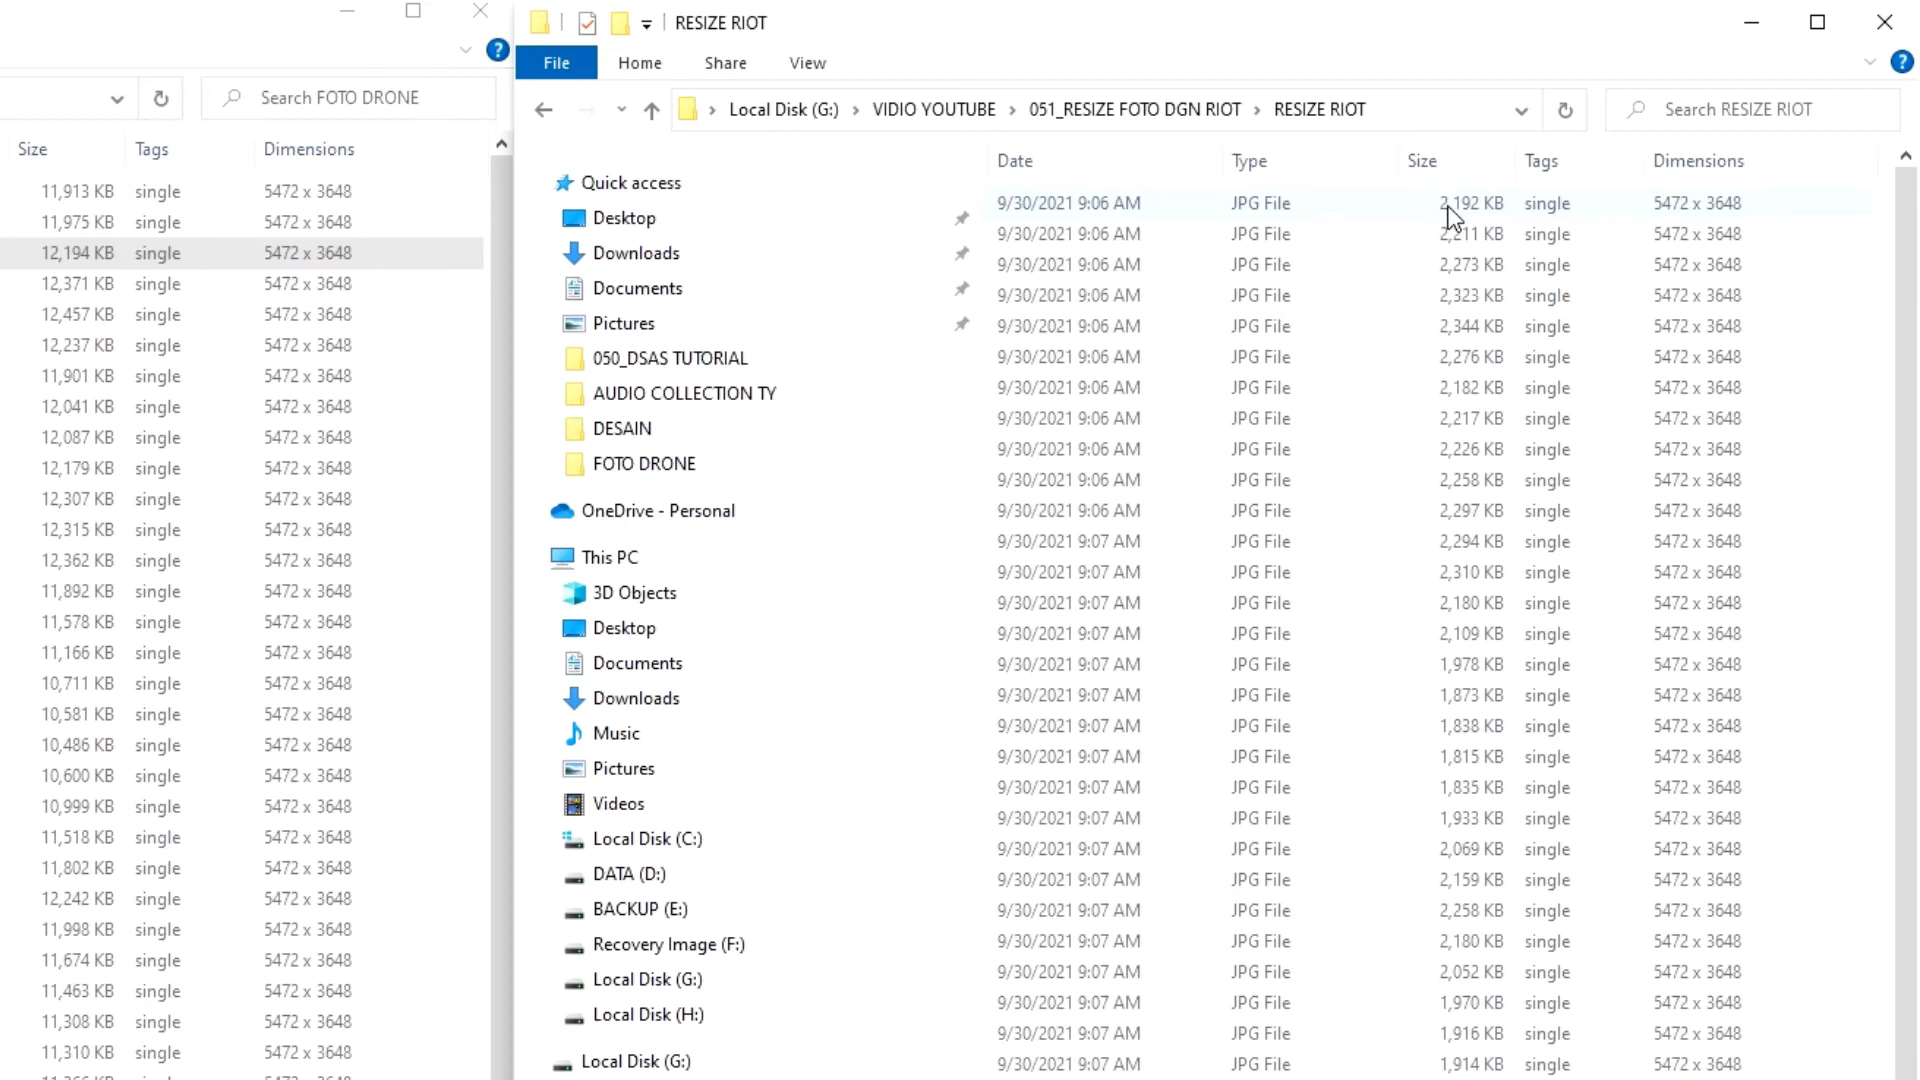 Search FOTO DRONE
Size Tags Dimensions
11,913 KB single 5472 x 3648
11,975 KB single 5472 x 3648
12,194 KB single 5472 x 3648
12,371 KB single 5472 x 3648
12,457 KB single 5472 x 3648
12,237 KB single 5472 x 3648
11,901 KB single 5472 x 3648
12,041 KB single 5472 x 3648
12,087 KB single 5472 x 3648
12,179 KB single 5472 x 3648
12,307 KB single 5472 x 3648
12,315 KB single 5472 x 3648
12,362 KB single 5472 x 3648
11,892 KB single 5472 x 3648
11,578 KB single 5472 x 3648
11,166 KB single 5472 x 3648
10,711 KB single 5472 x 3648
10,581 KB single 5472 x 3648
10,486 KB single 5472 x 3648
10,600 KB single 5472 x 3648
10,999 KB single 5472 x 3648
11,518 KB single 5472 x 3648
11,802 KB single 5472 x 3648
12,242 KB single 5472 x 3648
11,998 KB single 5472 x 3648
11,674 KB single 5472 x 3648
11,463 KB single 5472 x 3648
11,308 KB single 5472 x 3648
11,310 KB single 5472 x 3648
RESIZE RIOT
File Home Share View
Local Disk (G:) > VIDIO YOUTUBE > 051_RESIZE FOTO DGN RIOT > RESIZE RIOT
Search RESIZE RIOT
Quick access
Desktop
Downloads
Documents
Pictures
050_DSAS TUTORIAL
AUDIO COLLECTION TY
DESAIN
FOTO DRONE
OneDrive - Personal
This PC
3D Objects
Desktop
Documents
Downloads
Music
Pictures
Videos
Local Disk (C:)
DATA (D:)
BACKUP (E:)
Recovery Image (F:)
Local Disk (G:)
Local Disk (H:)
Local Disk (G:)
Date Type Size Tags Dimensions
9/30/2021 9:06 AM JPG File 2,192 KB single 5472 x 3648
9/30/2021 9:06 AM JPG File 2,211 KB single 5472 x 3648
9/30/2021 9:06 AM JPG File 2,273 KB single 5472 x 3648
9/30/2021 9:06 AM JPG File 2,323 KB single 5472 x 3648
9/30/2021 9:06 AM JPG File 2,344 KB single 5472 x 3648
9/30/2021 9:06 AM JPG File 2,276 KB single 5472 x 3648
9/30/2021 9:06 AM JPG File 2,182 KB single 5472 x 3648
9/30/2021 9:06 AM JPG File 2,217 KB single 5472 x 3648
9/30/2021 9:06 AM JPG File 2,226 KB single 5472 x 3648
9/30/2021 9:06 AM JPG File 2,258 KB single 5472 x 3648
9/30/2021 9:06 AM JPG File 2,297 KB single 5472 x 3648
9/30/2021 9:07 AM JPG File 2,294 KB single 5472 x 3648
9/30/2021 9:07 AM JPG File 2,310 KB single 5472 x 3648
9/30/2021 9:07 AM JPG File 2,180 KB single 5472 x 3648
9/30/2021 9:07 AM JPG File 2,109 KB single 5472 x 3648
9/30/2021 9:07 AM JPG File 1,978 KB single 5472 x 3648
9/30/2021 9:07 AM JPG File 1,873 KB single 5472 x 3648
9/30/2021 9:07 AM JPG File 1,838 KB single 5472 x 3648
9/30/2021 9:07 AM JPG File 1,815 KB single 5472 x 3648
9/30/2021 9:07 AM JPG File 1,835 KB single 5472 x 3648
9/30/2021 9:07 AM JPG File 1,933 KB single 5472 x 3648
9/30/2021 9:07 AM JPG File 2,069 KB single 5472 x 3648
9/30/2021 9:07 AM JPG File 2,159 KB single 5472 x 3648
9/30/2021 9:07 AM JPG File 2,258 KB single 5472 x 3648
9/30/2021 9:07 AM JPG File 2,180 KB single 5472 x 3648
9/30/2021 9:07 AM JPG File 2,052 KB single 5472 x 3648
9/30/2021 9:07 AM JPG File 1,970 KB single 5472 x 3648
9/30/2021 9:07 AM JPG File 1,916 KB single 5472 x 3648
9/30/2021 9:07 AM JPG File 1,914 KB single 5472 x 3648